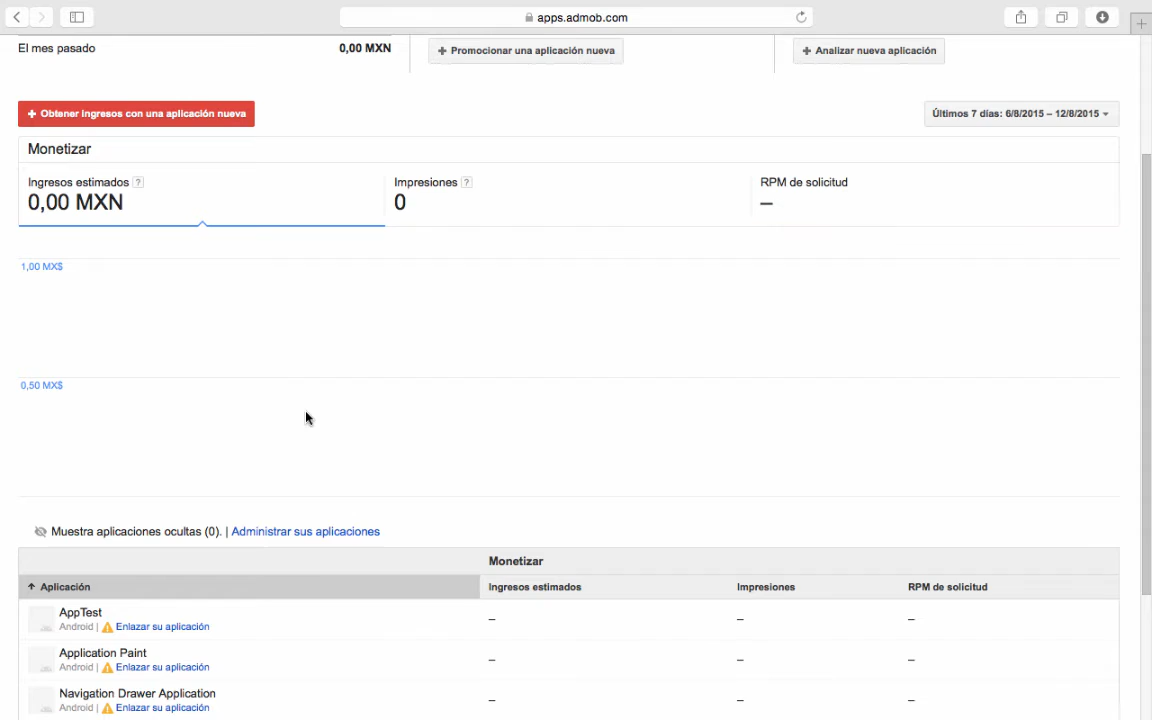 apps.admob.com
El mes pasado 0,00 MXN
+ Promocionar una aplicación nueva
+ Analizar nueva aplicación
+ Obtener ingresos con una aplicación nueva
Últimos 7 días: 6/8/2015 – 12/8/2015
Monetizar
Ingresos estimados ? Impresiones ? RPM de solicitud
0,00 MXN 0 –
1,00 MX$
0,50 MX$
Muestra aplicaciones ocultas (0). | Administrar sus aplicaciones
Monetizar
Aplicación Ingresos estimados Impresiones RPM de solicitud
AppTest
Android | Enlazar su aplicación – – –
Application Paint
Android | Enlazar su aplicación – – –
Navigation Drawer Application
Android | Enlazar su aplicación – – –